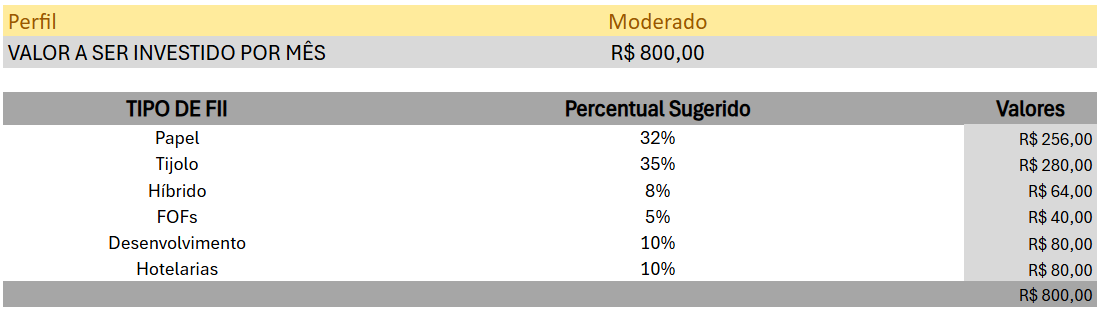 Perfil Moderado
VALOR A SER INVESTIDO POR MÊS R$ 800,00
TIPO DE FII Percentual Sugerido Valores
Papel 32% R$ 256,00
Tijolo 35% R$ 280,00
Híbrido 8% R$ 64,00
FOFs 5% R$ 40,00
Desenvolvimento 10% R$ 80,00
Hotelarias 10% R$ 80,00
R$ 800,00